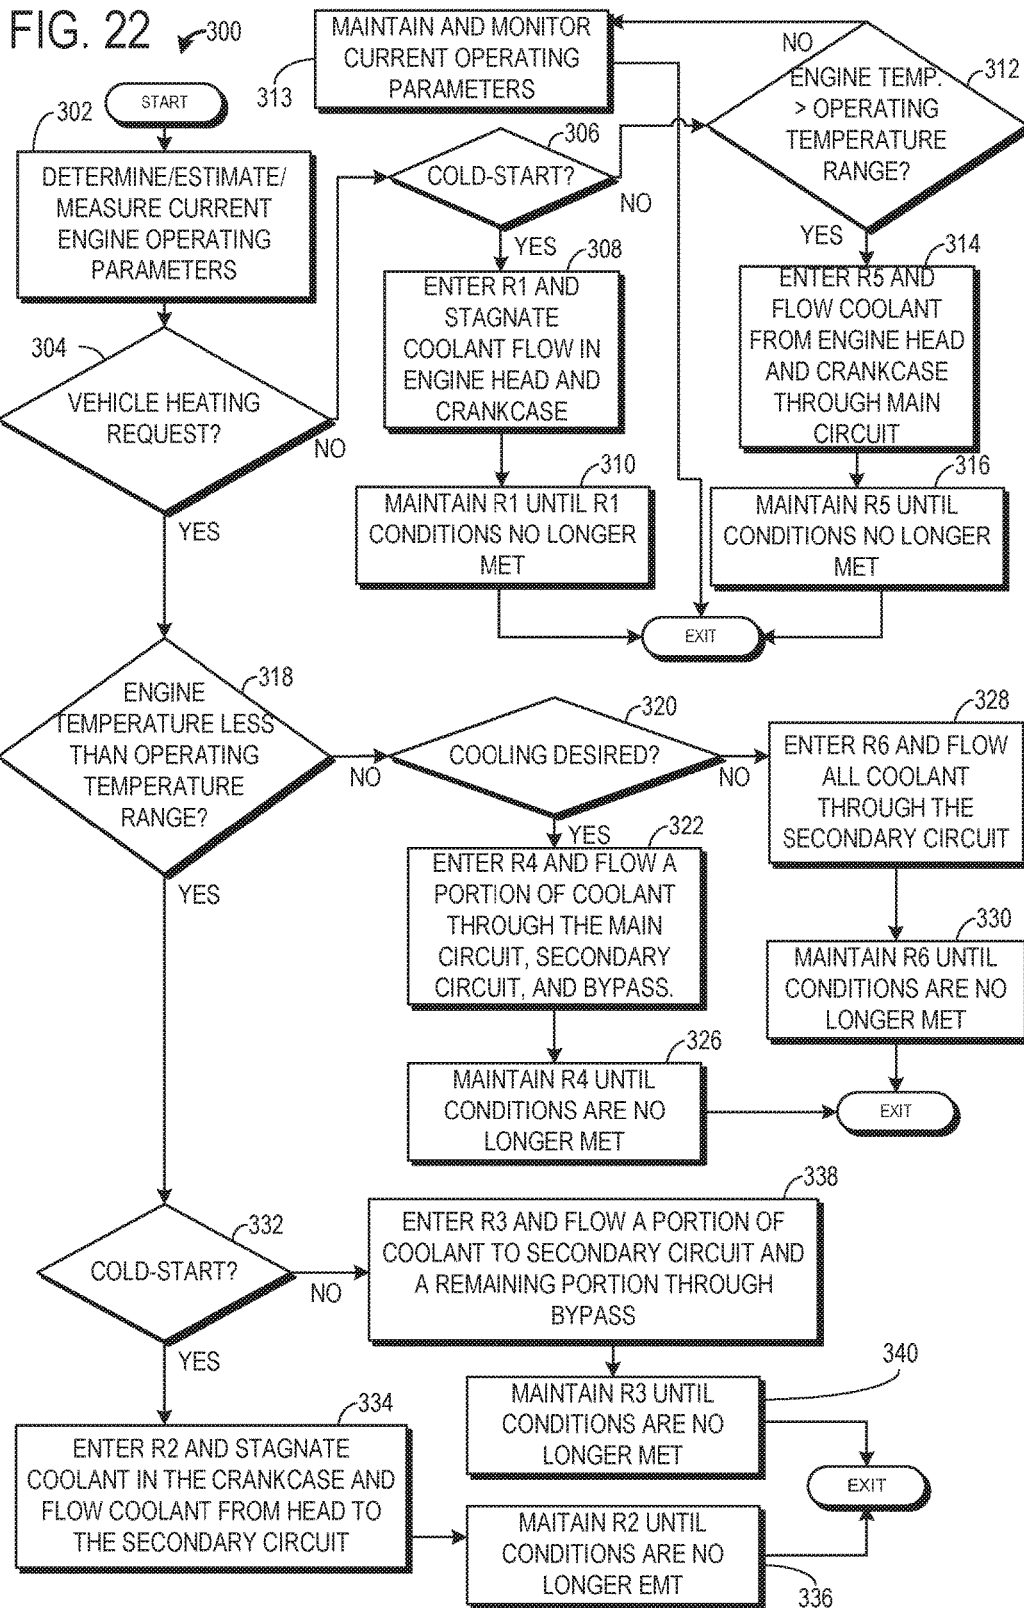 FIG. 22
300
START
302
DETERMINE/ESTIMATE/
MEASURE CURRENT
ENGINE OPERATING
PARAMETERS
304
VEHICLE HEATING
REQUEST?
NO
YES
306
COLD-START?
NO
YES
308
ENTER R1 AND
STAGNATE
COOLANT FLOW IN
ENGINE HEAD AND
CRANKCASE
310
MAINTAIN R1 UNTIL R1
CONDITIONS NO LONGER
MET
312
ENGINE TEMP.
> OPERATING
TEMPERATURE
RANGE?
NO
YES
313
MAINTAIN AND MONITOR
CURRENT OPERATING
PARAMETERS
314
ENTER R5 AND
FLOW COOLANT
FROM ENGINE HEAD
AND CRANKCASE
THROUGH MAIN
CIRCUIT
316
MAINTAIN R5 UNTIL
CONDITIONS NO LONGER
MET
EXIT
318
ENGINE
TEMPERATURE LESS
THAN OPERATING
TEMPERATURE
RANGE?
NO
YES
320
COOLING DESIRED?
NO
YES
322
ENTER R4 AND FLOW A
PORTION OF COOLANT
THROUGH THE MAIN
CIRCUIT, SECONDARY
CIRCUIT, AND BYPASS.
326
MAINTAIN R4 UNTIL
CONDITIONS ARE NO
LONGER MET
328
ENTER R6 AND FLOW
ALL COOLANT
THROUGH THE
SECONDARY CIRCUIT
330
MAINTAIN R6 UNTIL
CONDITIONS ARE NO
LONGER MET
EXIT
332
COLD-START?
NO
YES
334
ENTER R2 AND STAGNATE
COOLANT IN THE CRANKCASE AND
FLOW COOLANT FROM HEAD TO
THE SECONDARY CIRCUIT
336
MAITAIN R2 UNTIL
CONDITIONS ARE NO
LONGER EMT
338
ENTER R3 AND FLOW A PORTION OF
COOLANT TO SECONDARY CIRCUIT AND
A REMAINING PORTION THROUGH
BYPASS
340
MAINTAIN R3 UNTIL
CONDITIONS ARE NO
LONGER MET
EXIT